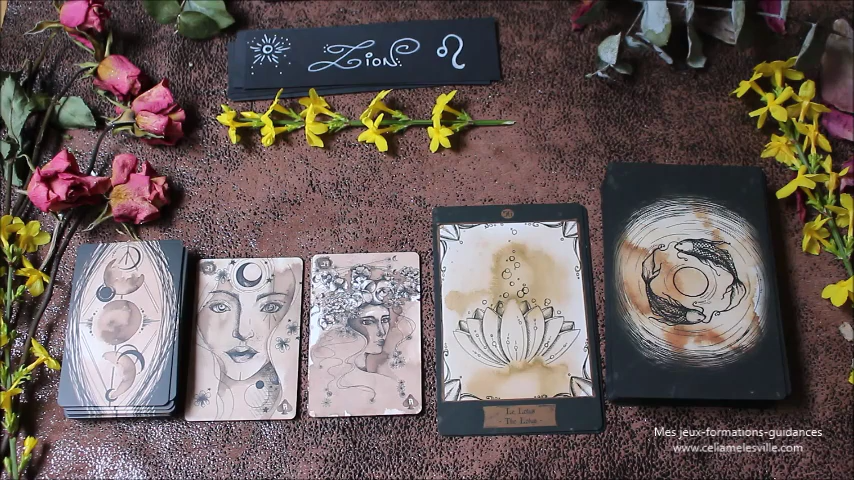 Lion
Le Lotus
The Lotus
Mes jeux-formations-guidances
www.celiamelesville.com